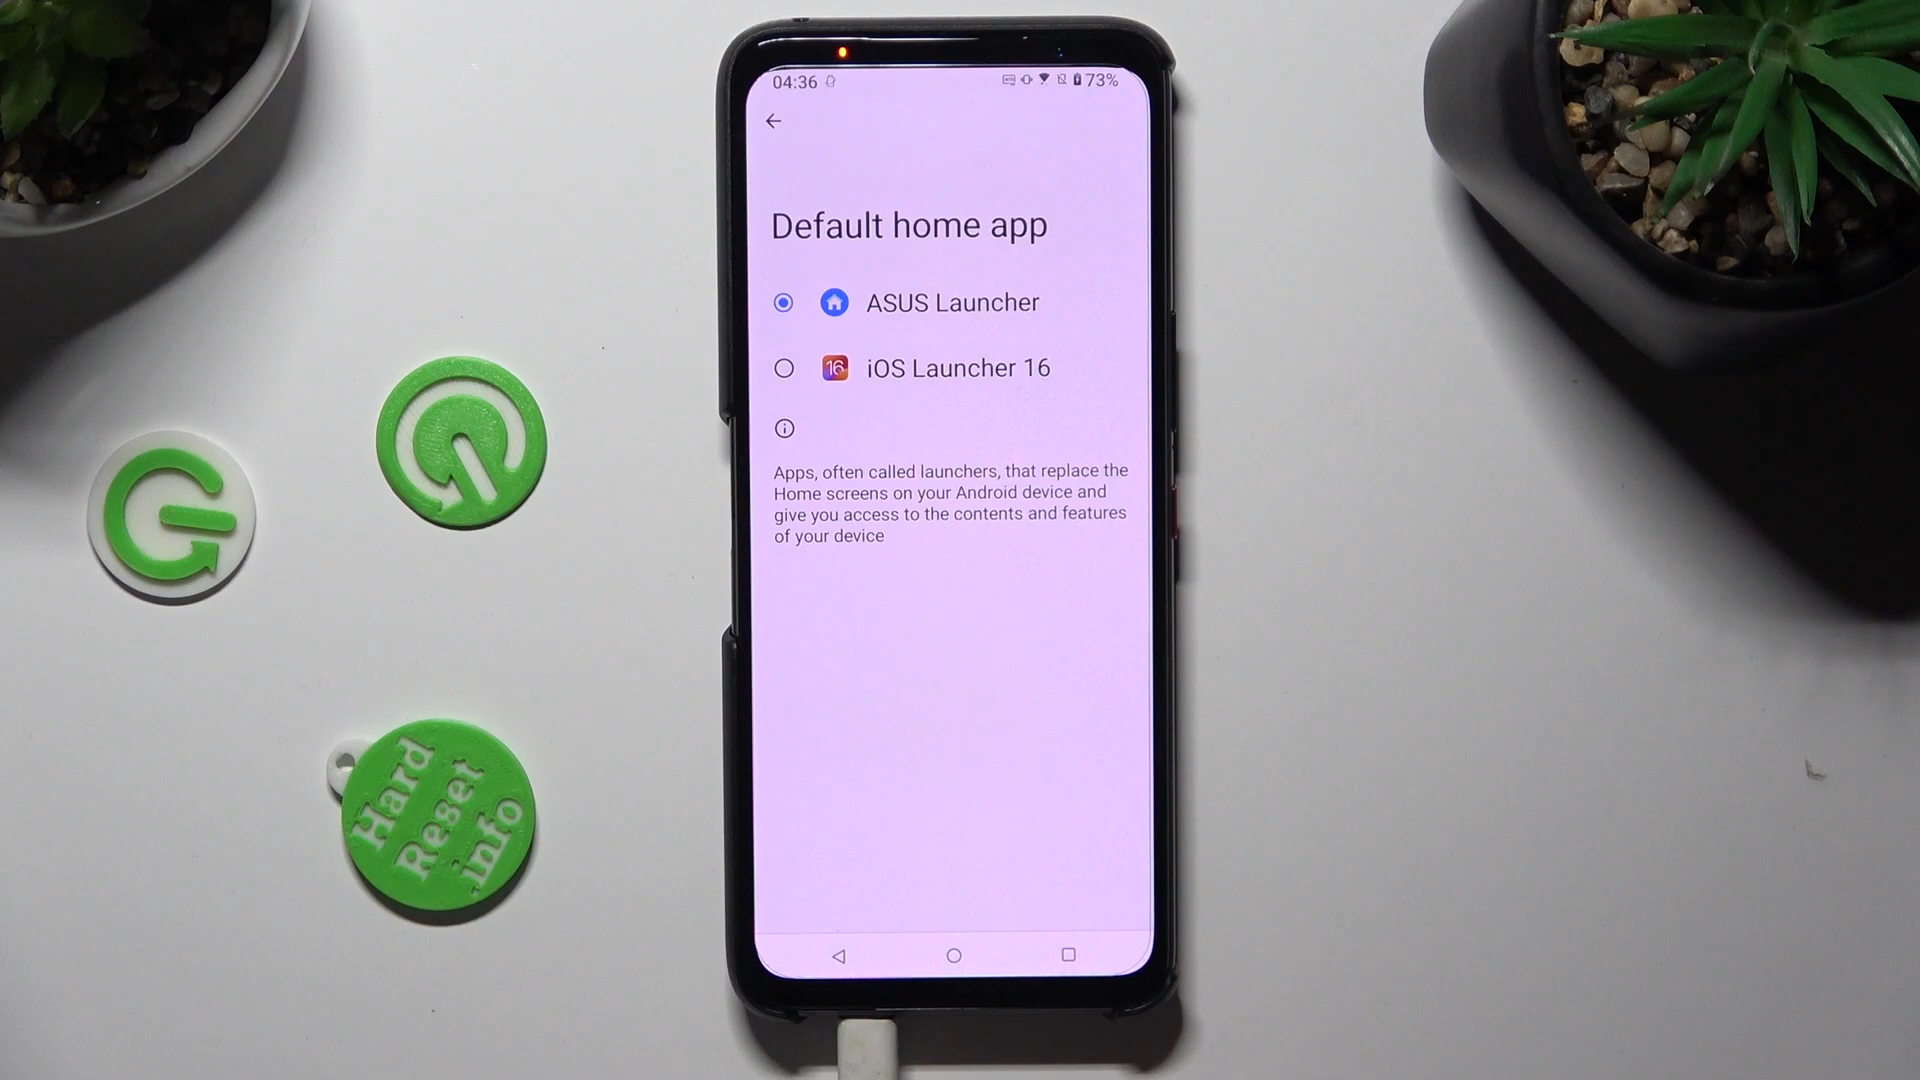 04:36
73%
Default home app
ASUS Launcher
16 iOS Launcher 16
Apps, often called launchers, that replace the
Home screens on your Android device and
give you access to the contents and features
of your device
Hard
Reset
.info